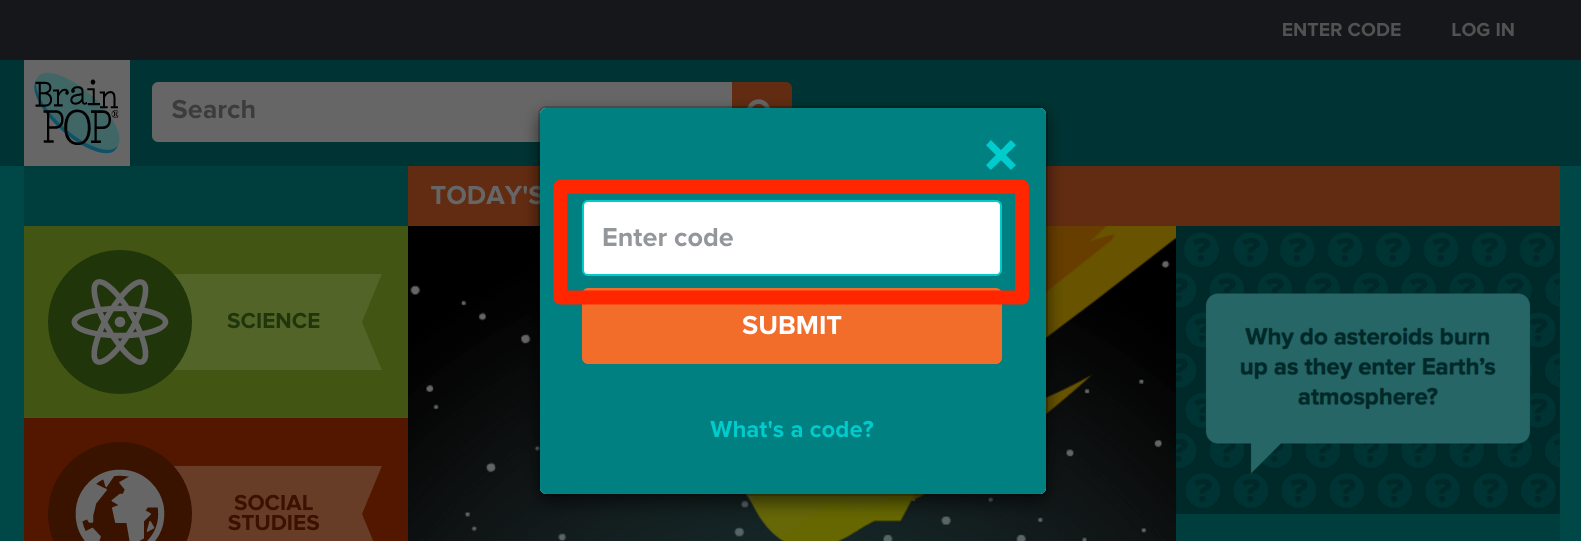 ENTER CODE LOG IN
Brain
POP®
Search
TODAY'S
Enter code
SUBMIT
What's a code?
SCIENCE
SOCIAL
STUDIES
Why do asteroids burn
up as they enter Earth's
atmosphere?